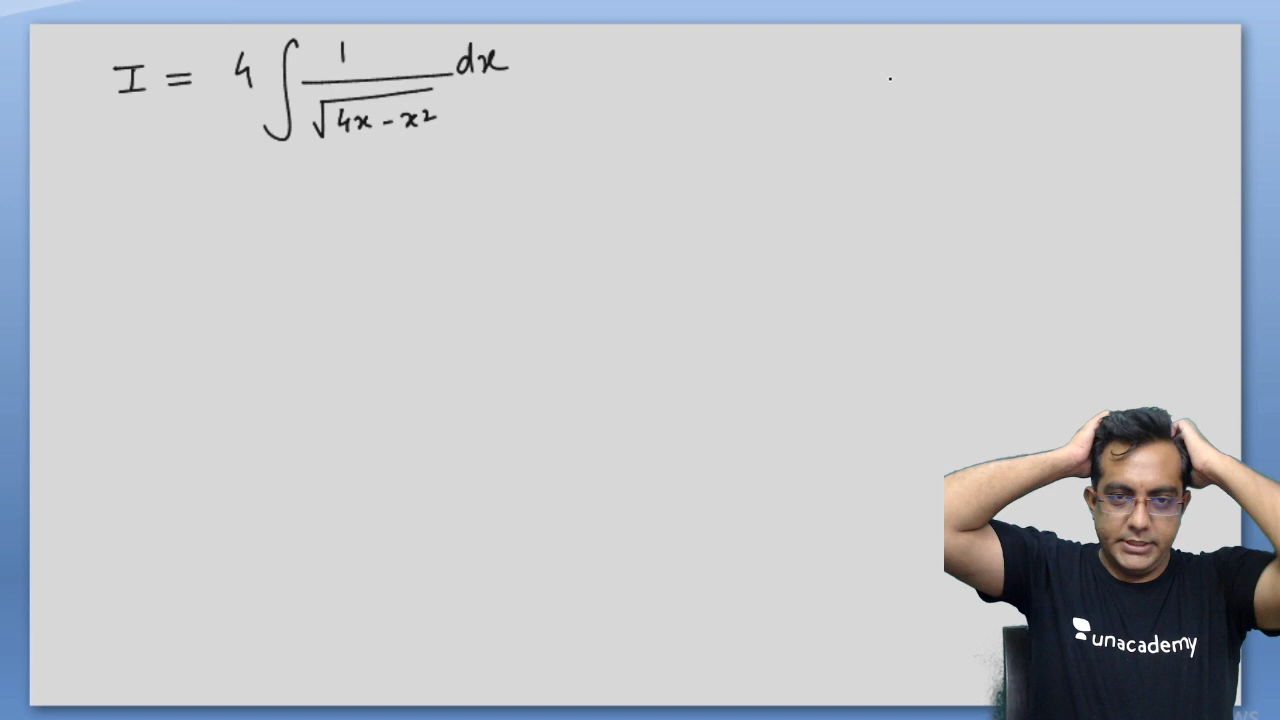 I = 4 ∫ 1/√(4x - x²) dx
unacademy